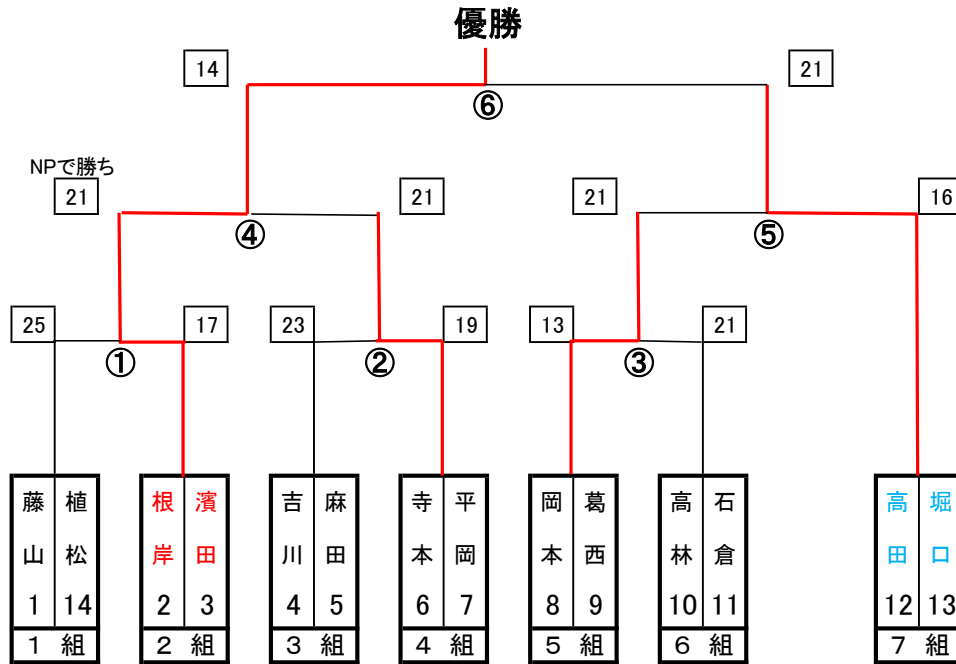 優勝
14
21
⑥
NPで勝ち
21
21
21
16
④
⑤
25
17
23
19
13
21
①
②
③
藤山 植松
根岸 濱田
吉川 麻田
寺本 平岡
岡本 葛西
高林 石倉
高田 堀口
1 14
2 3
4 5
6 7
8 9
10 11
12 13
1 組
2 組
3 組
4 組
5 組
6 組
7 組